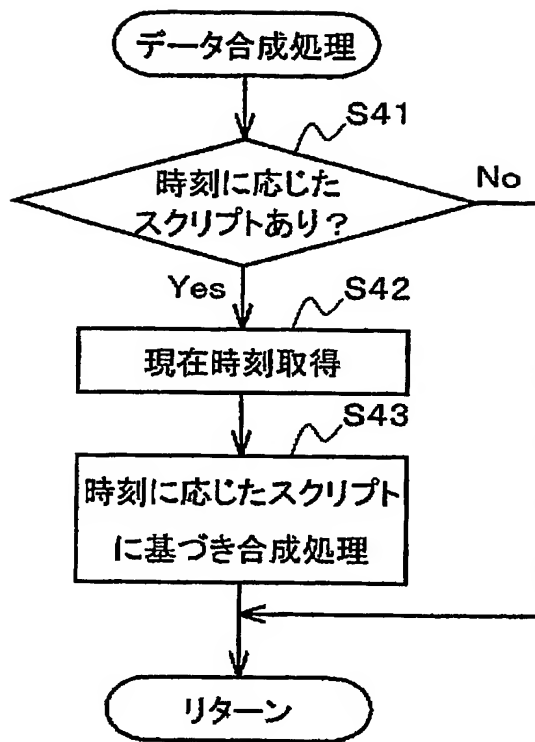 データ合成処理
S41
時刻に応じた
スクリプトあり?
No
Yes
S42
現在時刻取得
S43
時刻に応じたスクリプト
に基づき合成処理
リターン